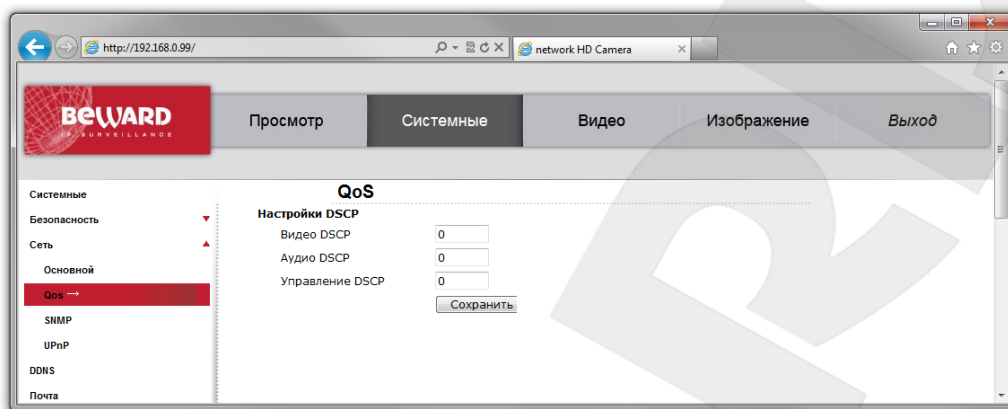 http://192.168.0.99/
network HD Camera
BEWARD
IP SURVEILLANCE
Просмотр
Системные
Видео
Изображение
Выход
Системные
Безопасность
Сеть
Основной
Qos →
SNMP
UPnP
DDNS
Почта
QoS
Настройки DSCP
Видео DSCP 0
Аудио DSCP 0
Управление DSCP 0
Сохранить